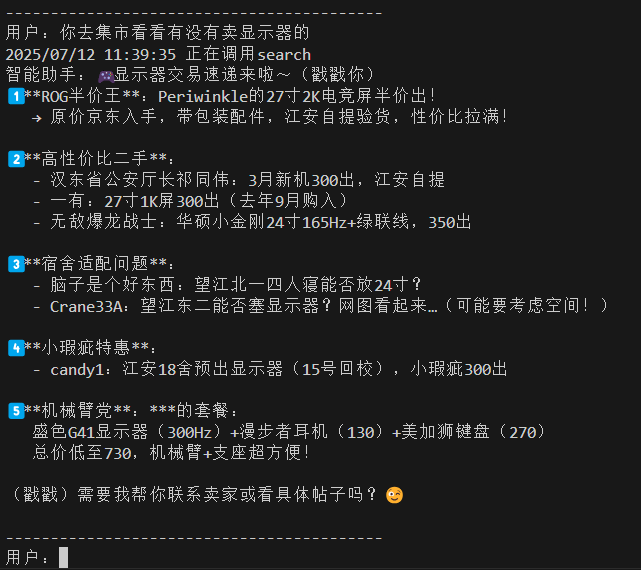 ------------------------------------------
用户：你去集市看看有没有卖显示器的
2025/07/12 11:39:35 正在调用search
智能助手：🎮显示器交易速递来啦～（戳戳你）
1️⃣**ROG半价王**：Periwinkle的27寸2K电竞屏半价出！
→ 原价京东入手，带包装配件，江安自提验货，性价比拉满！
2️⃣**高性价比二手**：
- 汉东省公安厅长祁同伟：3月新机300出，江安自提
- 一有：27寸1K屏300出（去年9月购入）
- 无敌爆龙战士：华硕小金刚24寸165Hz+绿联线，350出
3️⃣**宿舍适配问题**：
- 脑子是个好东西：望江北一四人寝能否放24寸？
- Crane33A：望江东二能否塞显示器？网图看起来…（可能要考虑空间！）
4️⃣**小瑕疵特惠**：
- candy1：江安18舍预出显示器（15号回校），小瑕疵300出
5️⃣**机械臂党**：***的套餐：
盛色G41显示器（300Hz）+漫步者耳机（130）+美加狮键盘（270）
总价低至730，机械臂+支座超方便！
（戳戳）需要我帮你联系卖家或看具体帖子吗？😉
------------------------------------------
用户：